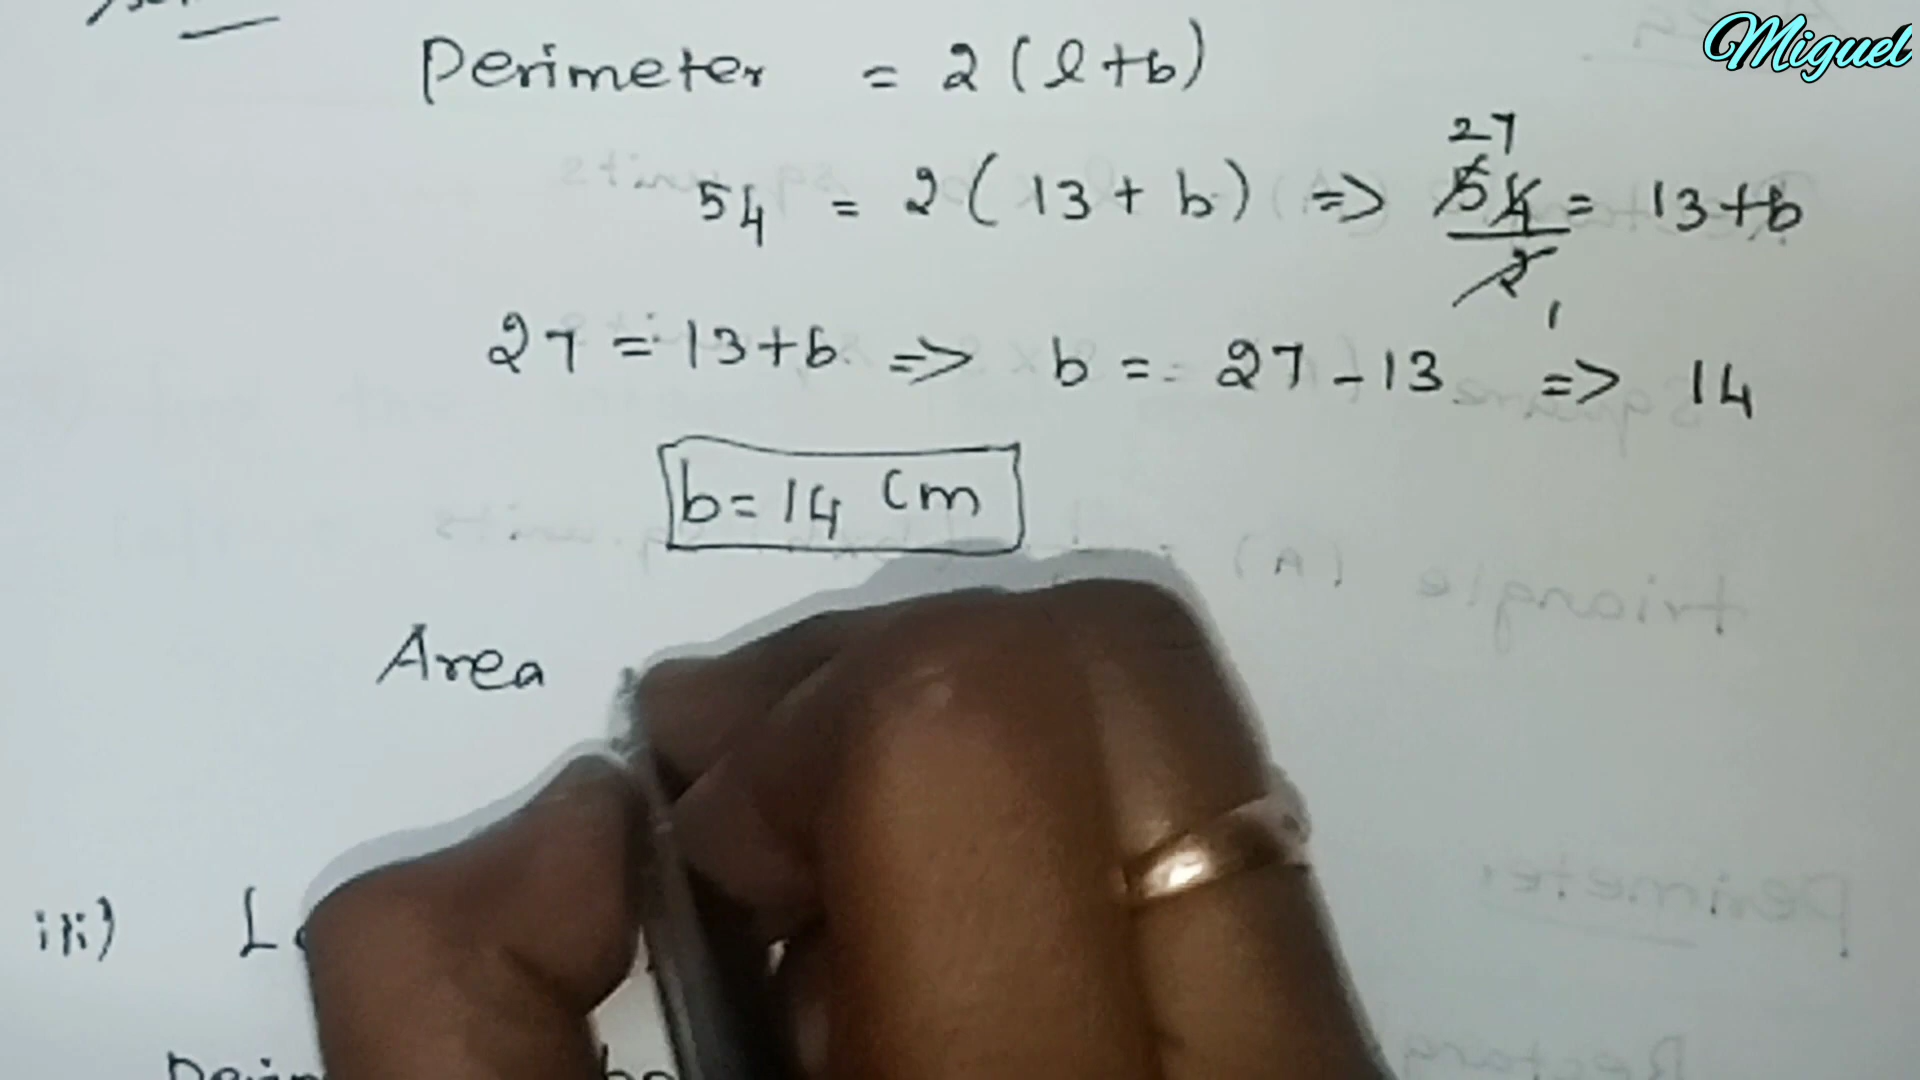 Miguel
Perimeter = 2(l+b)
54 = 2(13+b) => 54/2 = 13+b
27
1
27 = 13+b => b = 27-13 => 14
b=14 Cm
Area
iii)